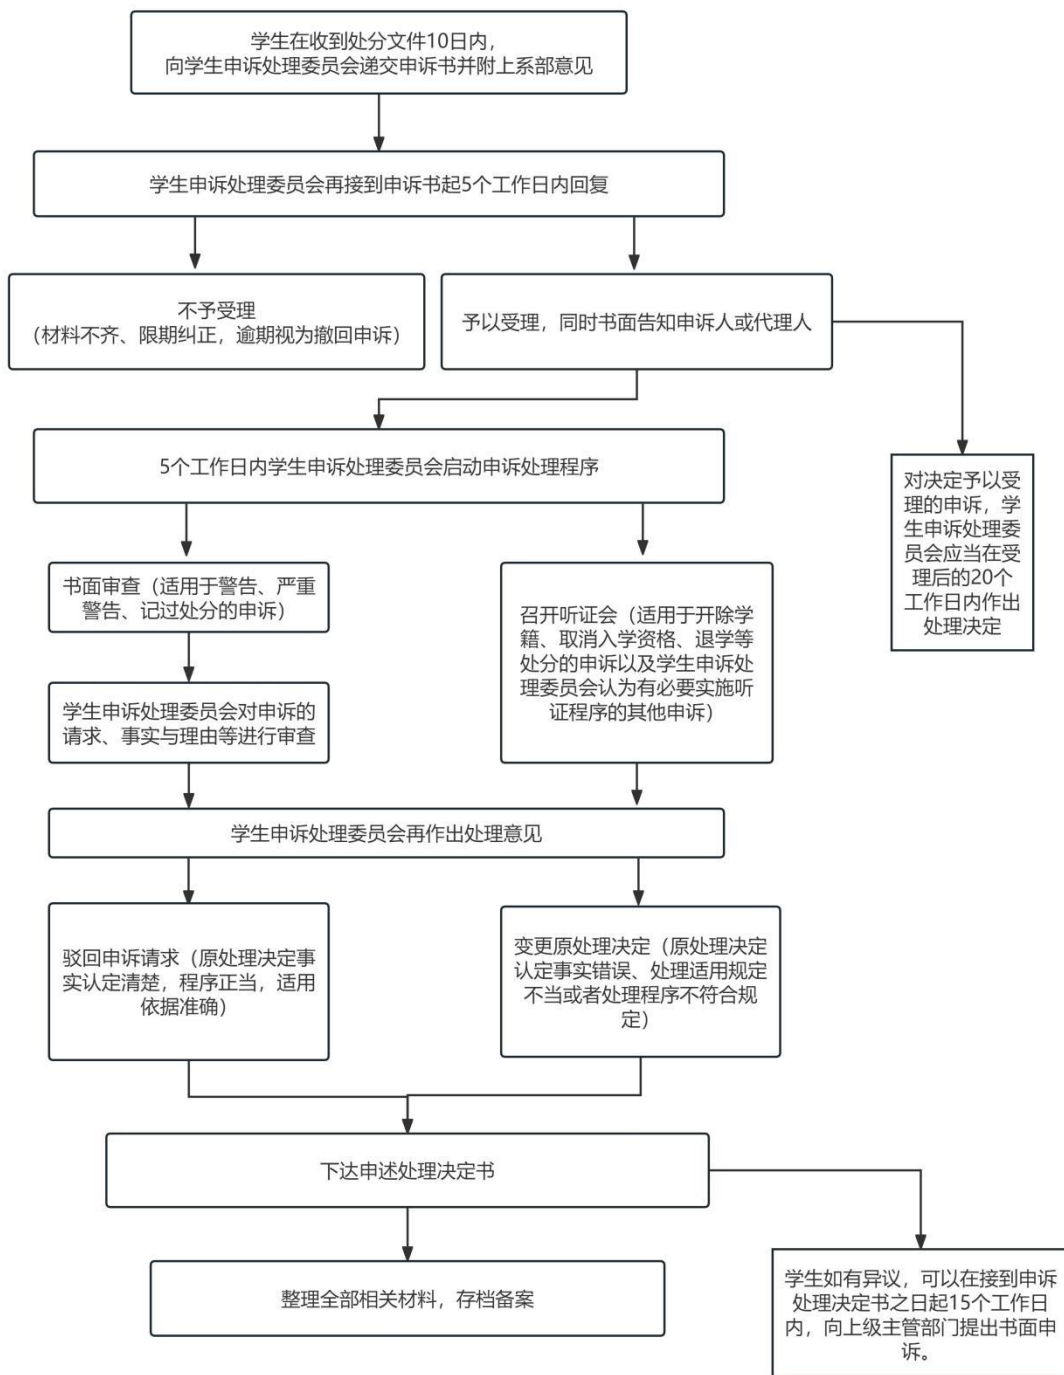 学生在收到处分文件10日内，
向学生申诉处理委员会递交申诉书并附上系部意见
学生申诉处理委员会再接到申诉书起5个工作日内回复
不予受理
（材料不齐、限期纠正，逾期视为撤回申诉）
予以受理，同时书面告知申诉人或代理人
5个工作日内学生申诉处理委员会启动申诉处理程序
对决定予以受
理的申诉，学
生申诉处理委
员会应当在受
理后的20个
工作日内作出
处理决定
书面审查（适用于警告、严重
警告、记过处分的申诉）
召开听证会（适用于开除学
籍、取消入学资格、退学等
处分的申诉以及学生申诉处
理委员会认为有必要实施听
证程序的其他申诉）
学生申诉处理委员会对申诉的
请求、事实与理由等进行审查
学生申诉处理委员会再作出处理意见
驳回申诉请求（原处理决定事
实认定清楚，程序正当，适用
依据准确）
变更原处理决定（原处理决定
认定事实错误、处理适用规定
不当或者处理程序不符合规
定）
下达申述处理决定书
整理全部相关材料，存档备案
学生如有异议，可以在接到申诉
处理决定书之日起15个工作日
内，向上级主管部门提出书面申
诉。